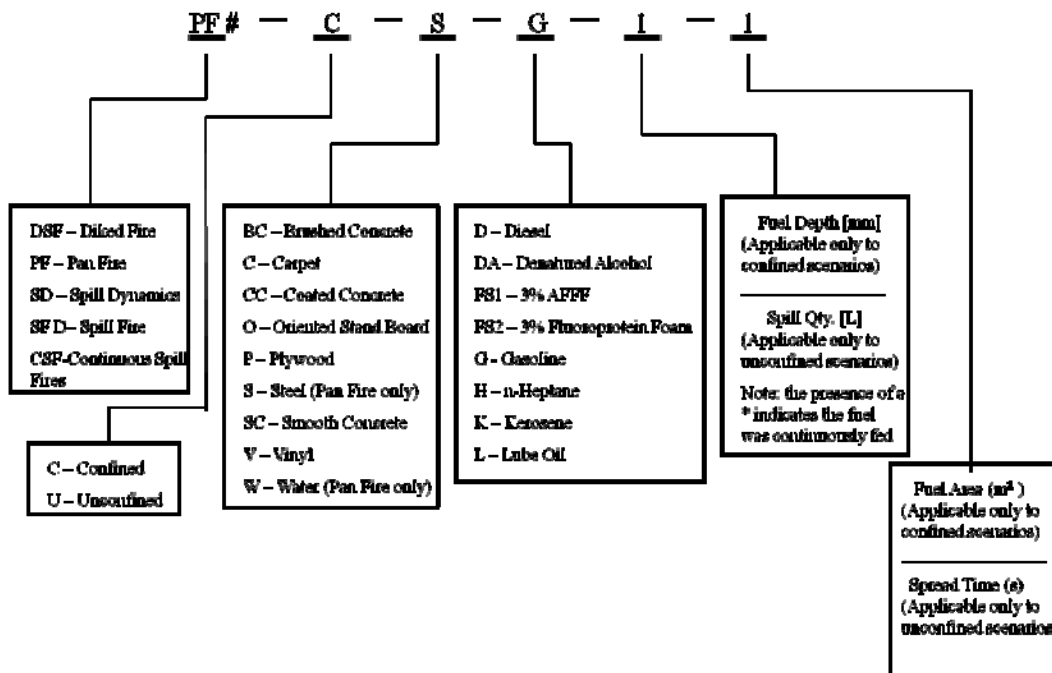 PF# – C – S – G – 1 – 1
DSF – Diked Fire
PF – Pan Fire
SD – Spill Dynamics
SFD – Spill Fire
CSF-Continuous Spill
Fires
C – Confined
U – Unconfined
BC – Brushed Concrete
C – Carpet
CC – Coated Concrete
O – Oriented Stand Board
P – Plywood
S – Steel (Pan Fire only)
SC – Smooth Concrete
V – Vinyl
W – Water (Pan Fire only)
D – Diesel
DA – Denatured Alcohol
FS1 – 3% AFFF
FS2 – 3% Fluoroprotein Foam
G - Gasoline
H – n-Heptane
K – Kerosene
L – Lube Oil
Fuel Depth [mm]
(Applicable only to
confined scenarios)
Spill Qty. [L]
(Applicable only to
unconfined scenarios)
Note: the presence of a
* indicates the fuel
was continuously fed
Fuel Area (m² )
(Applicable only to
confined scenarios)
Spread Time (s)
(Applicable only to
unconfined scenarios